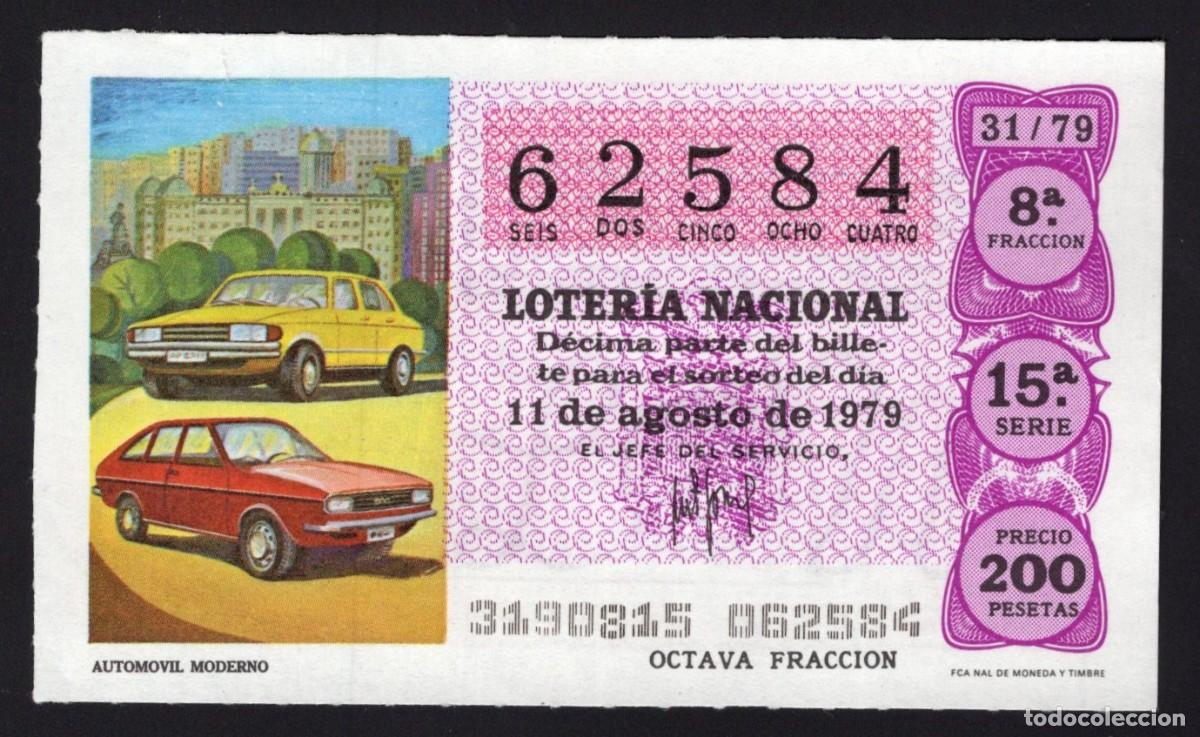 31/79
6 2 5 8 4
SEIS DOS CINCO OCHO CUATRO
8ª.
FRACCION
LOTERÍA NACIONAL
Décima parte del bille-
te para el sorteo del día
11 de agosto de 1979
EL JEFE DEL SERVICIO,
15.ª
SERIE
PRECIO
200
PESETAS
3190815 062584
OCTAVA FRACCION
AUTOMOVIL MODERNO
FCA NAL DE MONEDA Y TIMBRE
todocoleccion